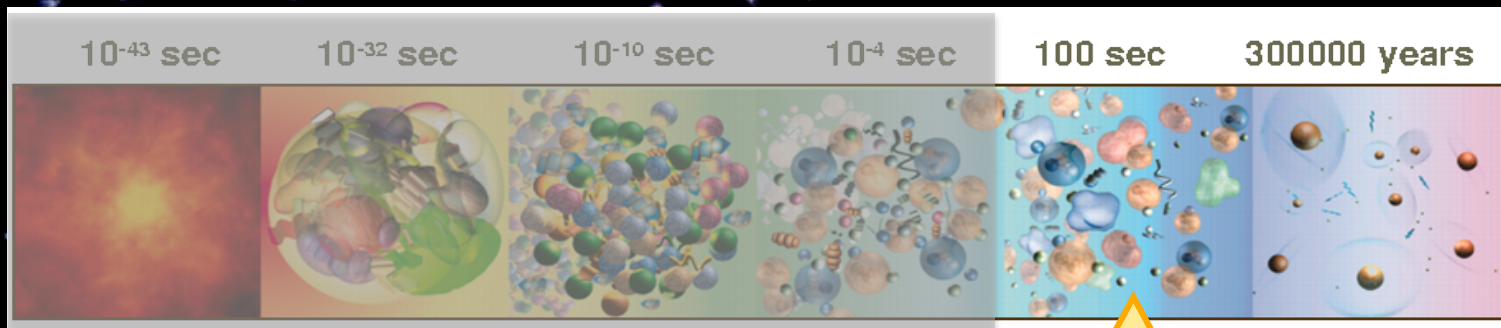 10⁻⁴³ sec 10⁻³² sec 10⁻¹⁰ sec 10⁻⁴ sec 100 sec 300000 years